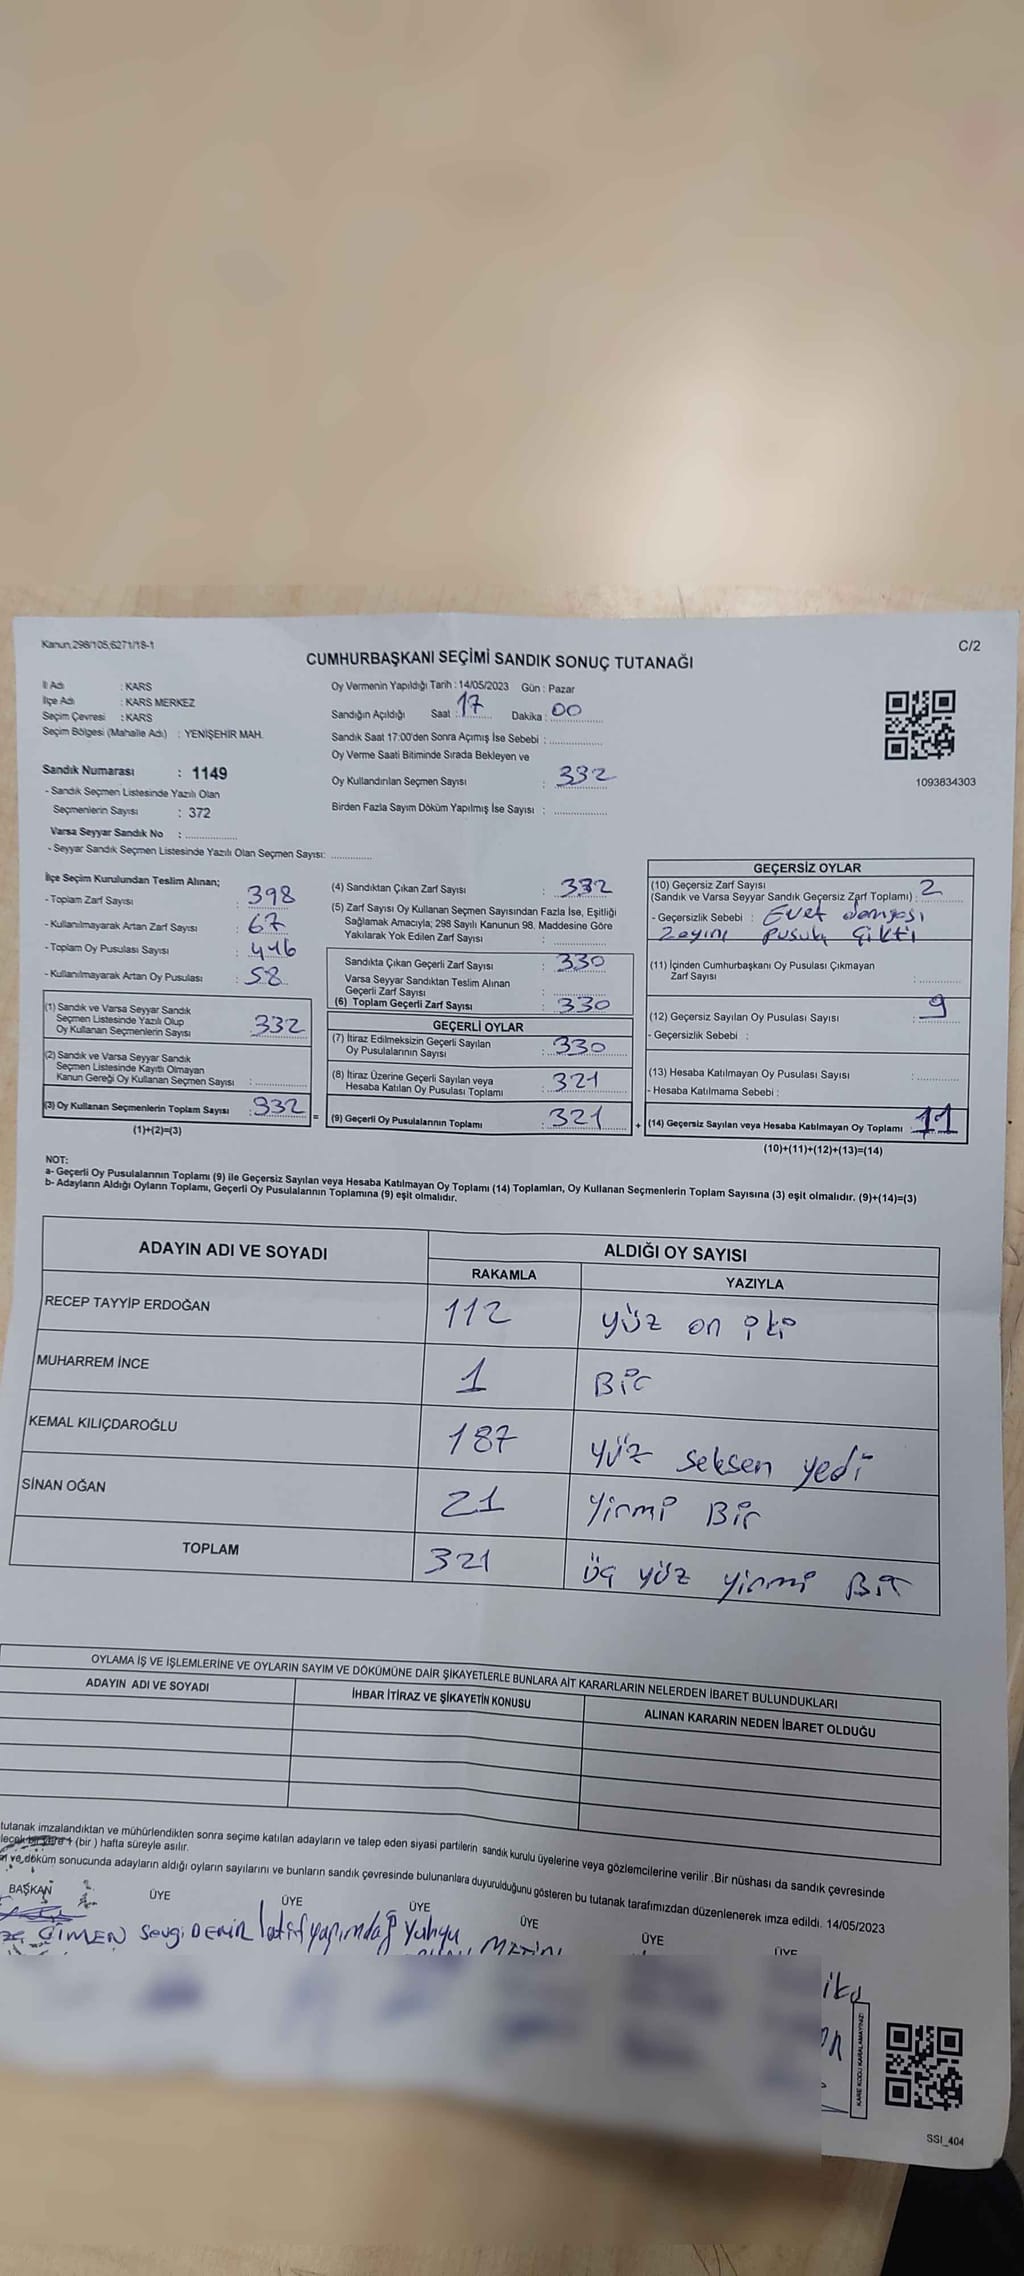 Kanun,298/105,6271/18-1
C/2
CUMHURBAŞKANI SEÇİMİ SANDIK SONUÇ TUTANAĞI
İl Adı : KARS
İlçe Adı : KARS MERKEZ
Seçim Çevresi : KARS
Seçim Bölgesi (Mahalle Adı) : YENİŞEHİR MAH.
Sandık Numarası : 1149
- Sandık Seçmen Listesinde Yazılı Olan
Seçmenlerin Sayısı : 372
Varsa Seyyar Sandık No : ..............
- Seyyar Sandık Seçmen Listesinde Yazılı Olan Seçmen Sayısı: ............
Oy Vermenin Yapıldığı Tarih : 14/05/2023 Gün : Pazar
Sandığın Açıldığı Saat : 17 Dakika : 00
Sandık Saat 17:00'den Sonra Açımış İse Sebebi : ..............
Oy Verme Saati Bitiminde Sırada Bekleyen ve
Oy Kullandırılan Seçmen Sayısı : 332
Birden Fazla Sayım Döküm Yapılmış İse Sayısı : ..............
1093834303
İlçe Seçim Kurulundan Teslim Alınan;
- Toplam Zarf Sayısı : 398
- Kullanılmayarak Artan Zarf Sayısı : 67
- Toplam Oy Pusulası Sayısı : 446
- Kullanılmayarak Artan Oy Pusulası : 58
(1) Sandık ve Varsa Seyyar Sandık
Seçmen Listesinde Yazılı Olup
Oy Kullanan Seçmenlerin Sayısı : 332
(2) Sandık ve Varsa Seyyar Sandık
Seçmen Listesinde Kayıtlı Olmayan
Kanun Gereği Oy Kullanan Seçmen Sayısı : ..............
(3) Oy Kullanan Seçmenlerin Toplam Sayısı : 332
(1)+(2)=(3)
=
(4) Sandıktan Çıkan Zarf Sayısı : 332
(5) Zarf Sayısı Oy Kullanan Seçmen Sayısından Fazla İse, Eşitliği
Sağlamak Amacıyla; 298 Sayılı Kanunun 98. Maddesine Göre
Yakılarak Yok Edilen Zarf Sayısı : ..............
Sandıkta Çıkan Geçerli Zarf Sayısı : 330
Varsa Seyyar Sandıktan Teslim Alınan
Geçerli Zarf Sayısı : ..............
(6) Toplam Geçerli Zarf Sayısı : 330
GEÇERLİ OYLAR
(7) İtiraz Edilmeksizin Geçerli Sayılan
Oy Pusulalarının Sayısı : 330
(8) İtiraz Üzerine Geçerli Sayılan veya
Hesaba Katılan Oy Pusulası Toplamı : 321
(9) Geçerli Oy Pusulalarının Toplamı : 321
+
GEÇERSİZ OYLAR
(10) Geçersiz Zarf Sayısı
(Sandık ve Varsa Seyyar Sandık Geçersiz Zarf Toplamı) : 2
- Geçersizlik Sebebi : Evet damgası
pusula çıktı
(11) İçinden Cumhurbaşkanı Oy Pusulası Çıkmayan
Zarf Sayısı : ..............
(12) Geçersiz Sayılan Oy Pusulası Sayısı : 9
- Geçersizlik Sebebi :
(13) Hesaba Katılmayan Oy Pusulası Sayısı : ..............
- Hesaba Katılmama Sebebi :
(14) Geçersiz Sayılan veya Hesaba Katılmayan Oy Toplamı : 11
(10)+(11)+(12)+(13)=(14)
NOT:
a- Geçerli Oy Pusulalarının Toplamı (9) ile Geçersiz Sayılan veya Hesaba Katılmayan Oy Toplamı (14) Toplamları, Oy Kullanan Seçmenlerin Toplam Sayısına (3) eşit olmalıdır. (9)+(14)=(3)
b- Adayların Aldığı Oyların Toplamı, Geçerli Oy Pusulalarının Toplamına (9) eşit olmalıdır.
ADAYIN ADI VE SOYADI ALDIĞI OY SAYISI
RAKAMLA YAZIYLA
RECEP TAYYİP ERDOĞAN 112 yüz on iki
MUHARREM İNCE 1 Bir
KEMAL KILIÇDAROĞLU 187 yüz seksen yedi
SİNAN OĞAN 21 yirmi Bir
TOPLAM 321 üç yüz yirmi Bir
OYLAMA İŞ VE İŞLEMLERİNE VE OYLARIN SAYIM VE DÖKÜMÜNE DAİR ŞİKAYETLERLE BUNLARA AİT KARARLARIN NELERDEN İBARET BULUNDUKLARI
ADAYIN ADI VE SOYADI İHBAR İTİRAZ VE ŞİKAYETİN KONUSU ALINAN KARARIN NEDEN İBARET OLDUĞU
tutanak imzalandıktan ve mühürlendikten sonra seçime katılan adayların ve talep eden siyasi partilerin sandık kurulu üyelerine veya gözlemcilerine verilir .Bir nüshası da sandık çevresinde
1 (bir ) hafta süreyle asılır.
ve döküm sonucunda adayların aldığı oyların sayılarını ve bunların sandık çevresinde bulunanlara duyurulduğunu gösteren bu tutanak tarafımızdan düzenlenerek imza edildi. 14/05/2023
BAŞKAN ÜYE ÜYE ÜYE ÜYE ÜYE ÜYE
ÇİMEN Sevgi DEMİR Latif METİN
KARE KODU KARALAMAYINIZ!
SSI_404